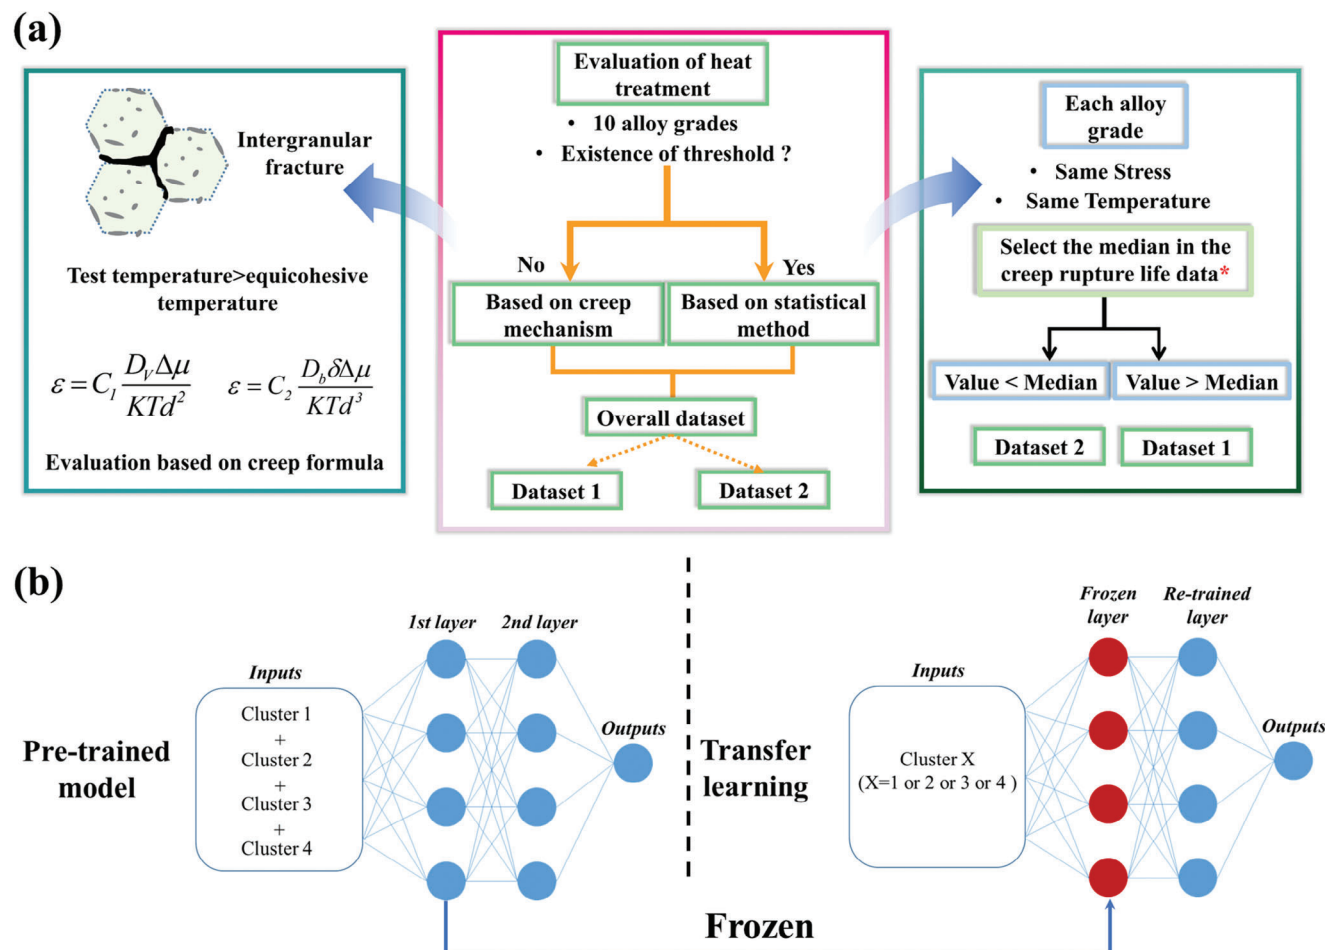 (a)
Intergranular
fracture
Test temperature>equicohesive
temperature
ε = C₁ D_V Δμ / KTd²
ε = C₂ D_b δΔμ / KTd³
Evaluation based on creep formula
Evaluation of heat
treatment
• 10 alloy grades
• Existence of threshold ?
No
Yes
Based on creep
mechanism
Based on statistical
method
Overall dataset
Dataset 1
Dataset 2
Each alloy
grade
• Same Stress
• Same Temperature
Select the median in the
creep rupture life data*
Value < Median
Value > Median
Dataset 2
Dataset 1
(b)
Pre-trained
model
Inputs
Cluster 1
+
Cluster 2
+
Cluster 3
+
Cluster 4
1st layer
2nd layer
Outputs
Transfer
learning
Inputs
Cluster X
(X=1 or 2 or 3 or 4 )
Frozen
layer
Re-trained
layer
Outputs
Frozen